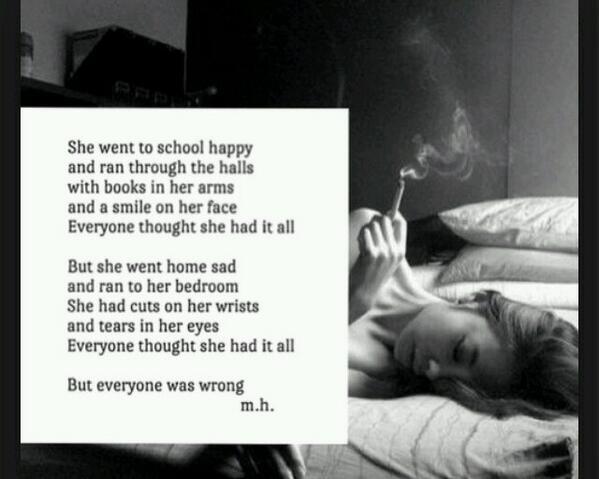 She went to school happy
and ran through the halls
with books in her arms
and a smile on her face
Everyone thought she had it all
But she went home sad
and ran to her bedroom
She had cuts on her wrists
and tears in her eyes
Everyone thought she had it all
But everyone was wrong
m.h.